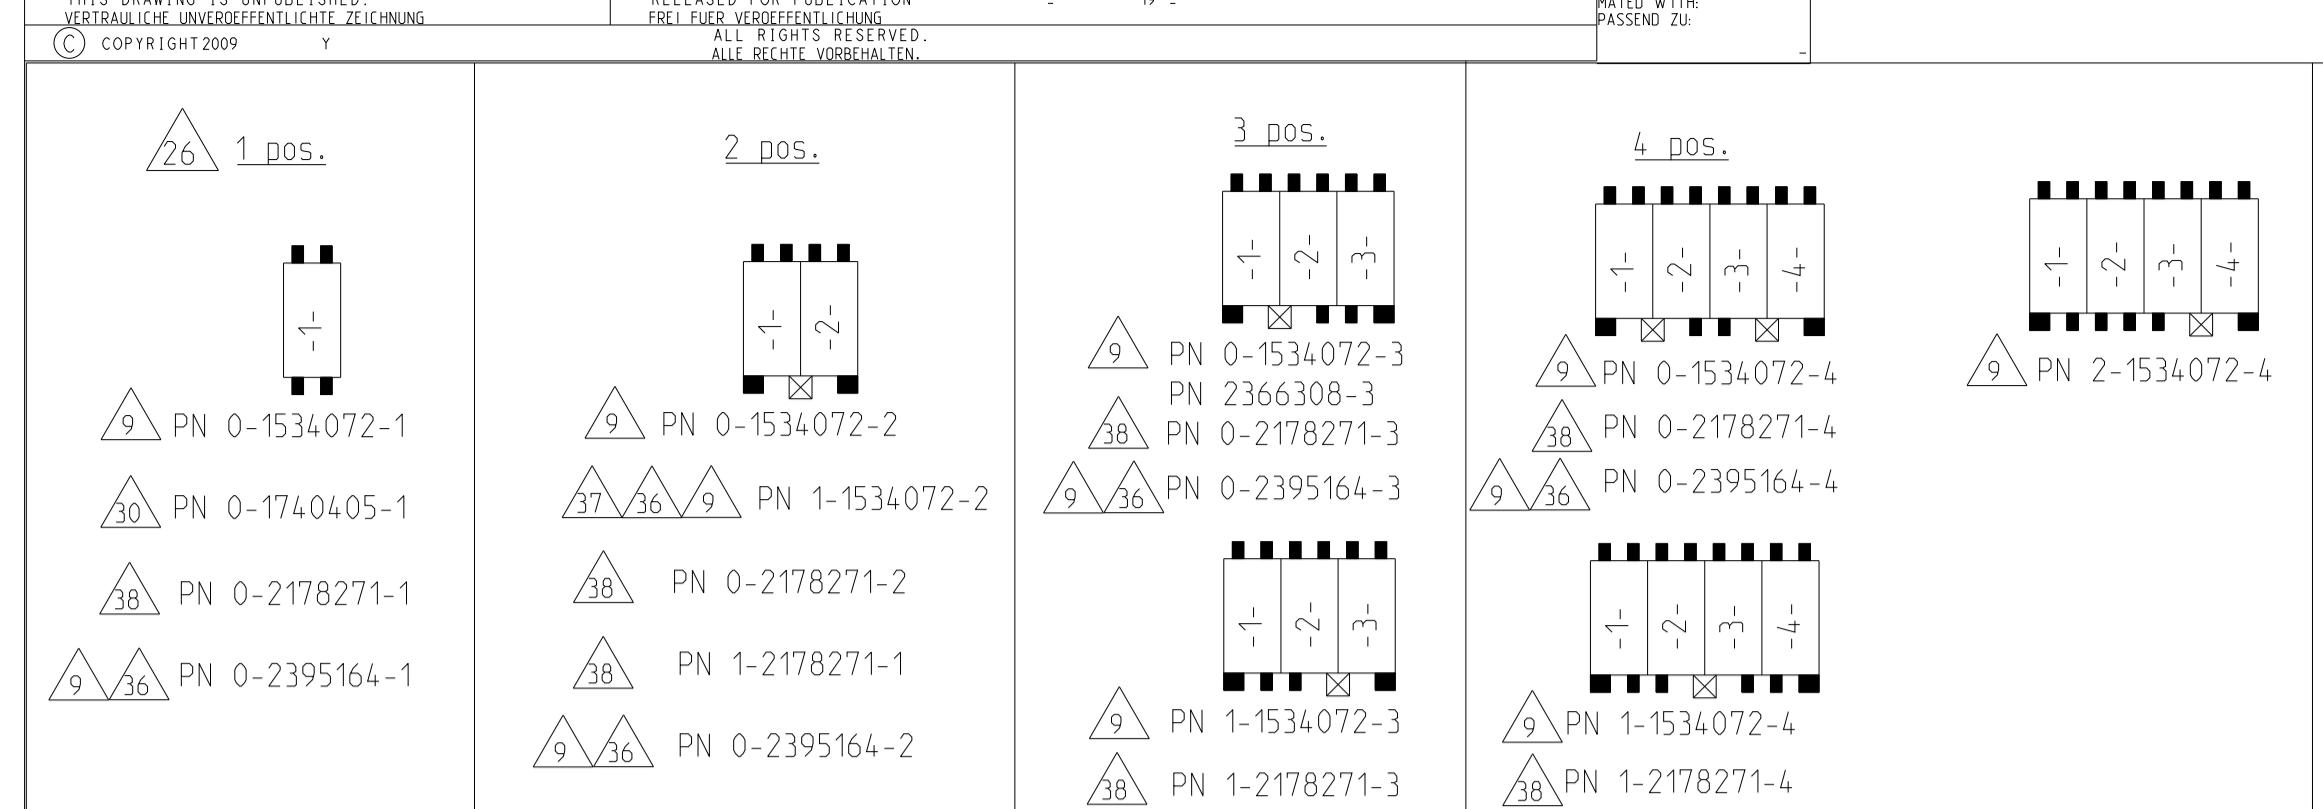 THIS DRAWING IS UNPUBLISHED.
VERTRAULICHE UNVEROEFFENTLICHTE ZEICHNUNG
RELEASED FOR PUBLICATION
FREI FUER VEROEFFENTLICHUNG
- 19 -
MATED WITH:
PASSEND ZU:
-
© COPYRIGHT 2009 Y
ALL RIGHTS RESERVED.
ALLE RECHTE VORBEHALTEN.
26 1 pos.
-1-
9 PN 0-1534072-1
30 PN 0-1740405-1
38 PN 0-2178271-1
9 36 PN 0-2395164-1
2 pos.
-1- -2-
9 PN 0-1534072-2
37 36 9 PN 1-1534072-2
38 PN 0-2178271-2
38 PN 1-2178271-1
9 36 PN 0-2395164-2
3 pos.
-1- -2- -3-
9 PN 0-1534072-3
PN 2366308-3
38 PN 0-2178271-3
9 36 PN 0-2395164-3
-1- -2- -3-
9 PN 1-1534072-3
38 PN 1-2178271-3
4 pos.
-1- -2- -3- -4-
9 PN 0-1534072-4
38 PN 0-2178271-4
9 36 PN 0-2395164-4
-1- -2- -3- -4-
9 PN 1-1534072-4
38 PN 1-2178271-4
-1- -2- -3- -4-
9 PN 2-1534072-4